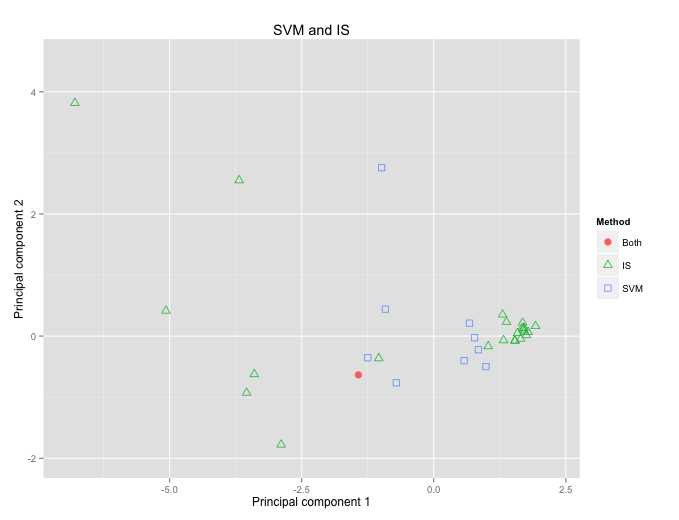 SVM and IS
4
2
0
-2
Principal component 2
-5.0
-2.5
0.0
2.5
Principal component 1
Method
Both
IS
SVM